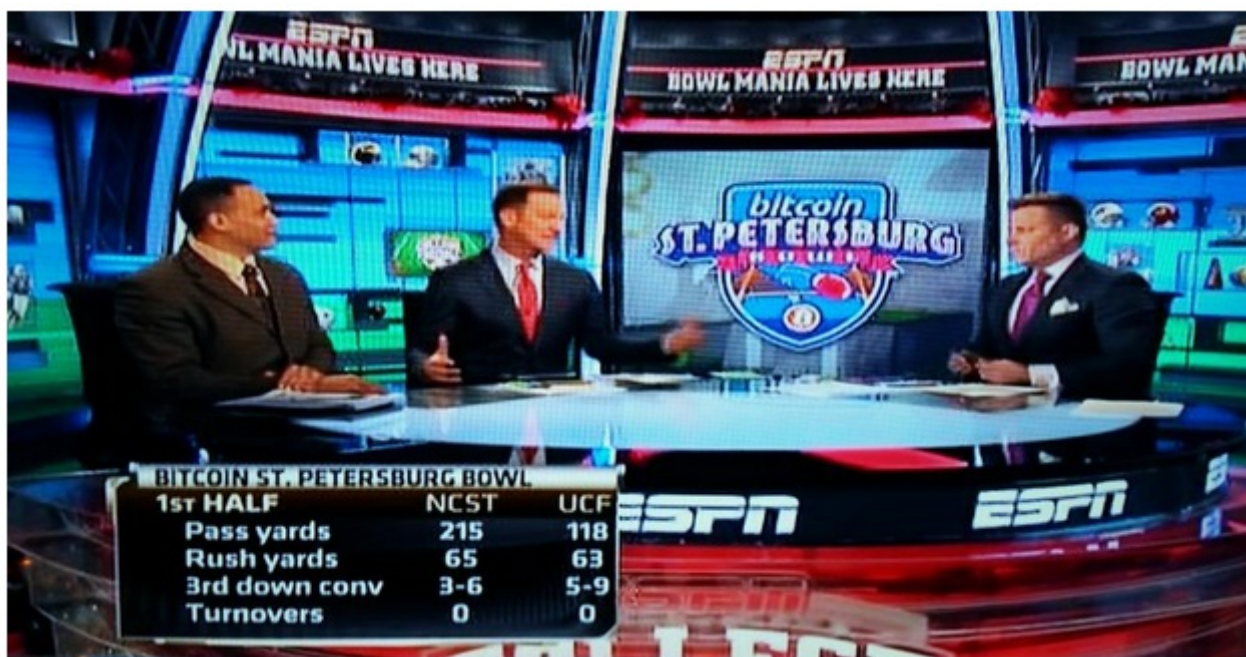 ESPN
WL MANIA LIVES HERE
ESPN
BOWL MANIA LIVES HERE
BOWL MAN
bitcoin
ST. PETERSBURG
BOWL
BITCOIN ST. PETERSBURG BOWL
1ST HALF NCST UCF
Pass yards 215 118
Rush yards 65 63
3rd down conv 3-6 5-9
Turnovers 0 0
ESPN
ESPN